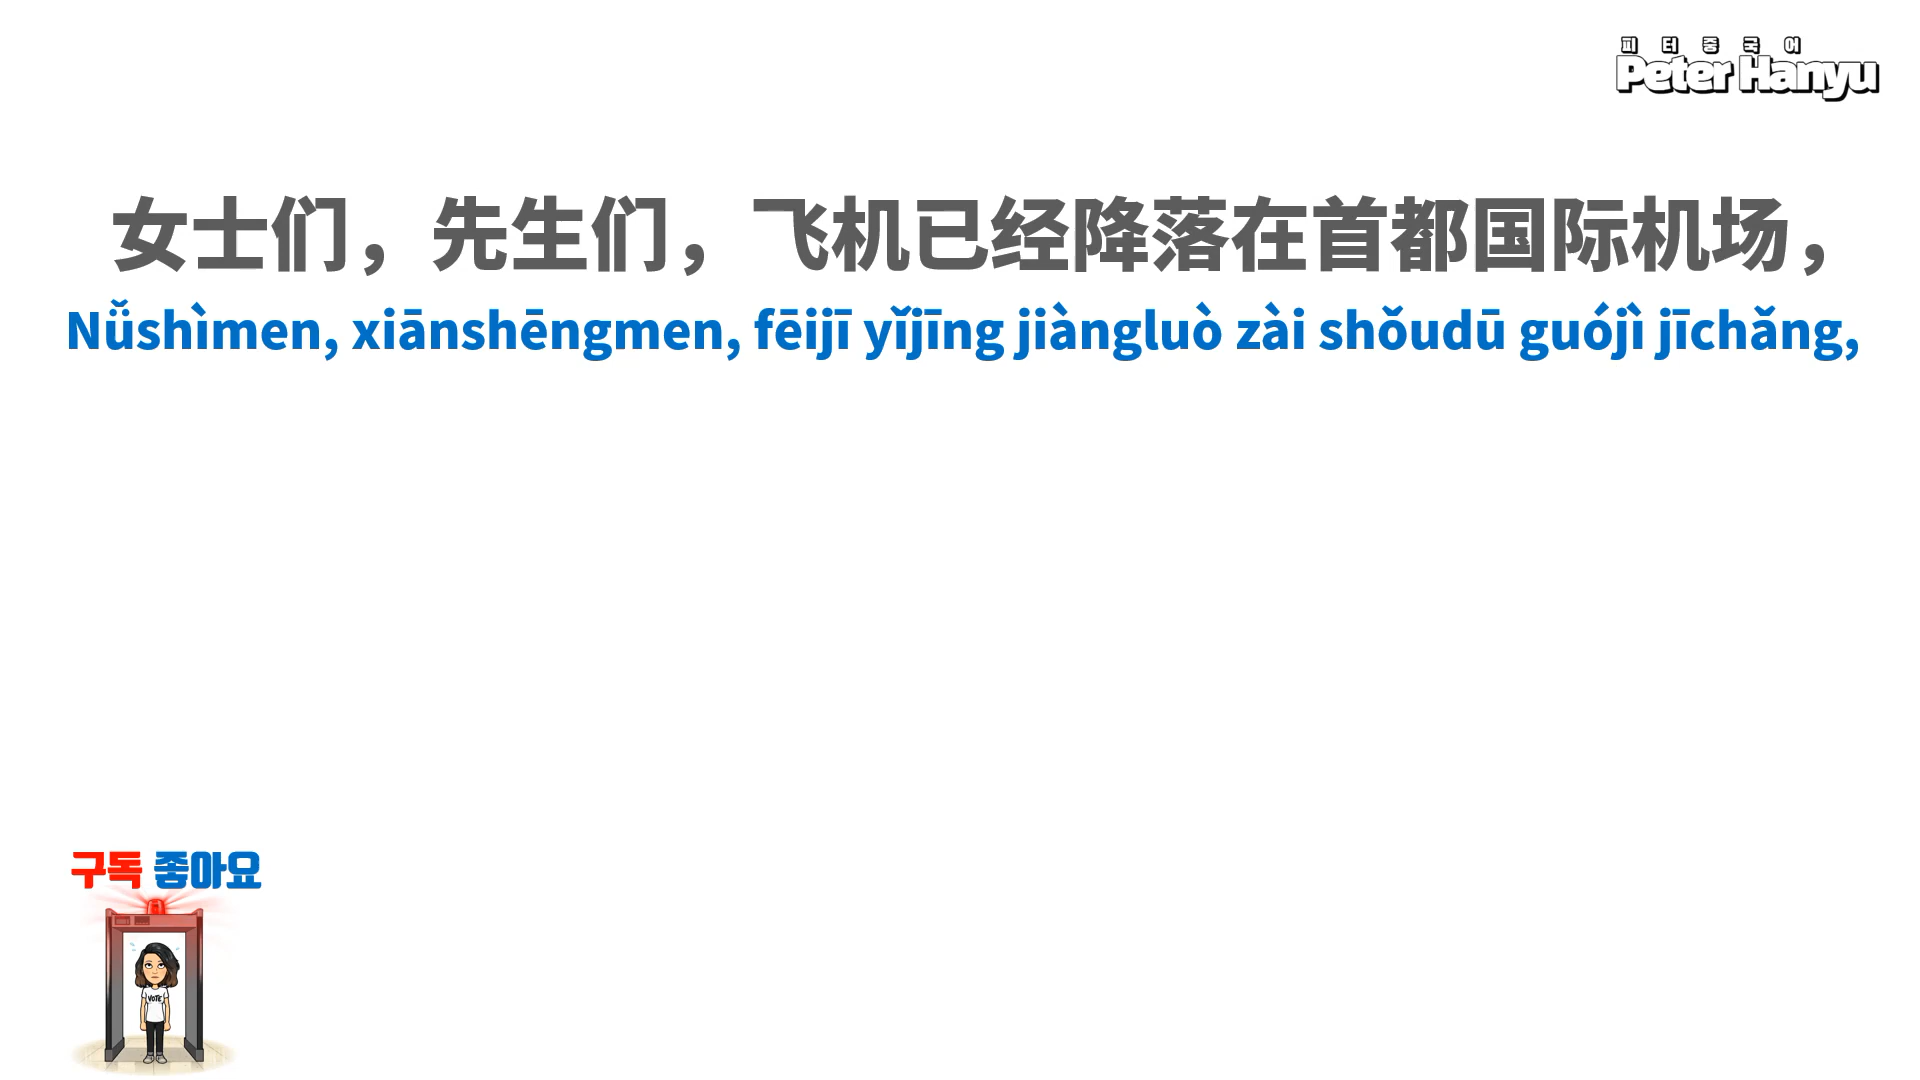 피터중국어
Peter Hanyu
女士们，先生们，飞机已经降落在首都国际机场，
Nǚshìmen, xiānshēngmen, fēijī yǐjīng jiàngluò zài shǒudū guójì jīchǎng,
구독 좋아요
VOTE